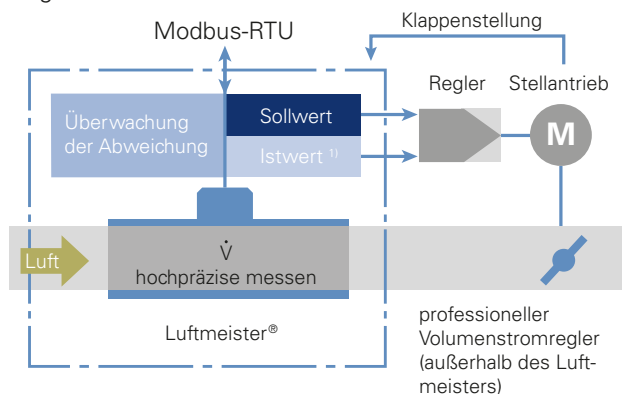 Modbus-RTU
Klappenstellung
Regler
Stellantrieb
Überwachung
der Abweichung
Sollwert
Istwert ¹⁾
M
Luft
V̇
hochpräzise messen
Luftmeister®
professioneller
Volumenstromregler
(außerhalb des Luft-
meisters)